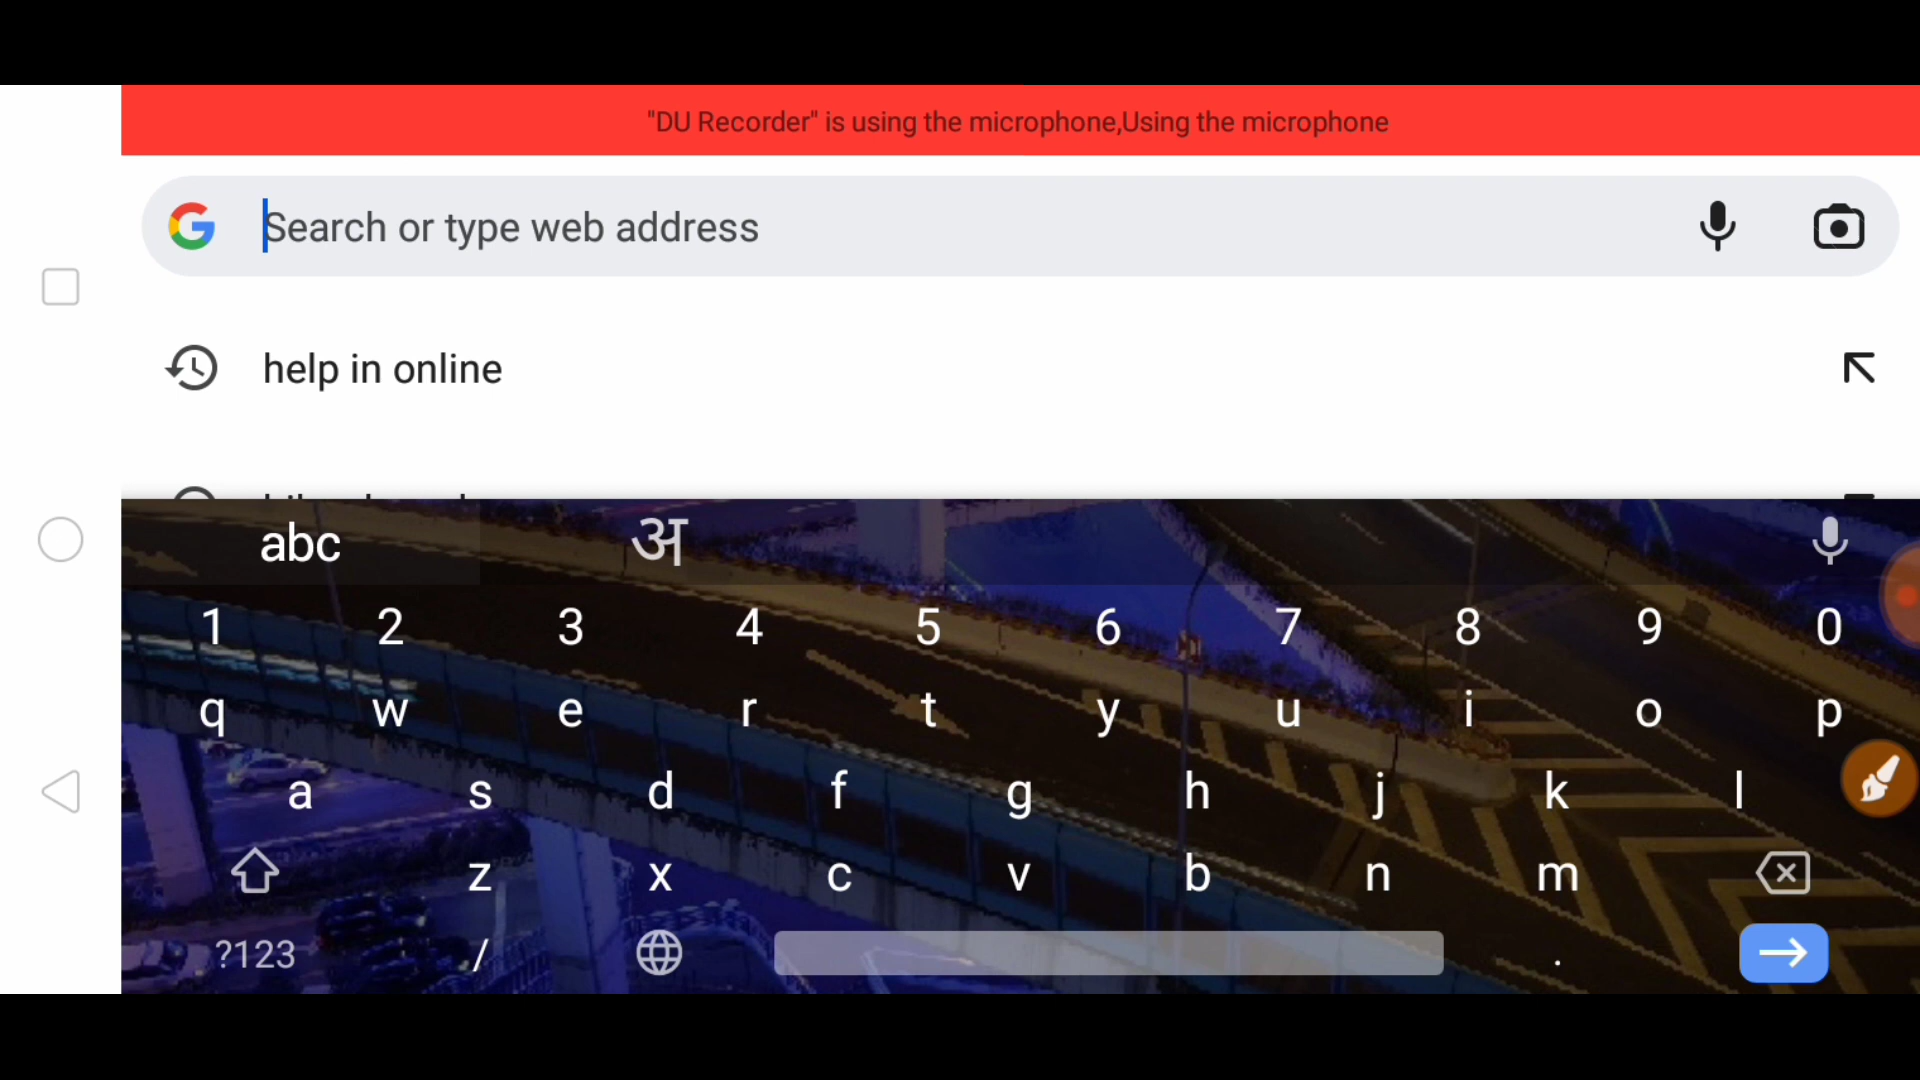 "DU Recorder" is using the microphone,Using the microphone
Search or type web address
help in online
abc अ
1 2 3 4 5 6 7 8 9 0
q w e r t y u i o p
a s d f g h j k l
z x c v b n m
?123 / .